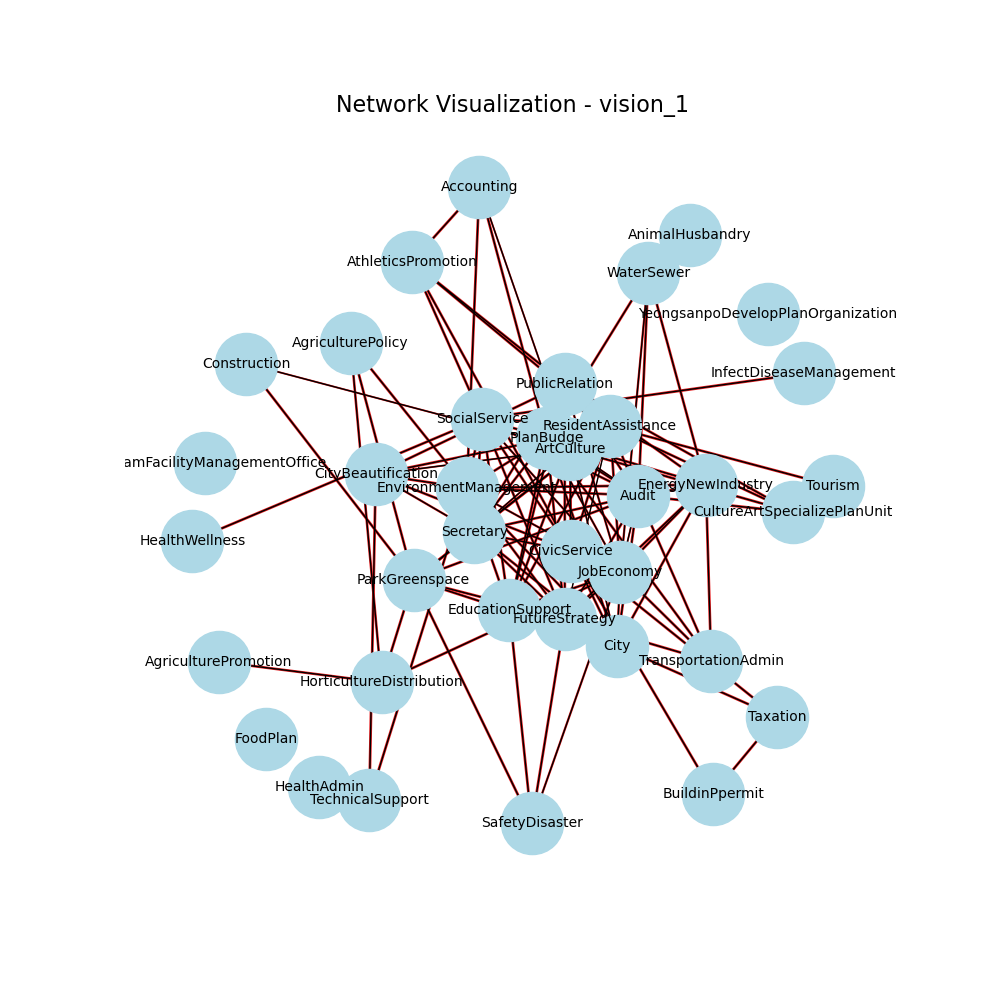 Network Visualization - vision_1
Accounting
AnimalHusbandry
AthleticsPromotion
WaterSewer
YeongsanpoDevelopPlanOrganization
AgriculturePolicy
Construction
InfectDiseaseManagement
PublicRelation
SocialService
ResidentAssistance
PlanBudge
ArtCulture
amFacilityManagementOffice
CityBeautification
EnvironmentManagement
EnergyNewIndustry
Tourism
Audit
CultureArtSpecializePlanUnit
Secretary
HealthWellness
CivicService
JobEconomy
ParkGreenspace
EducationSupport
FutureStrategy
City
AgriculturePromotion
TransportationAdmin
HorticultureDistribution
Taxation
FoodPlan
HealthAdmin
BuildinPpermit
TechnicalSupport
SafetyDisaster